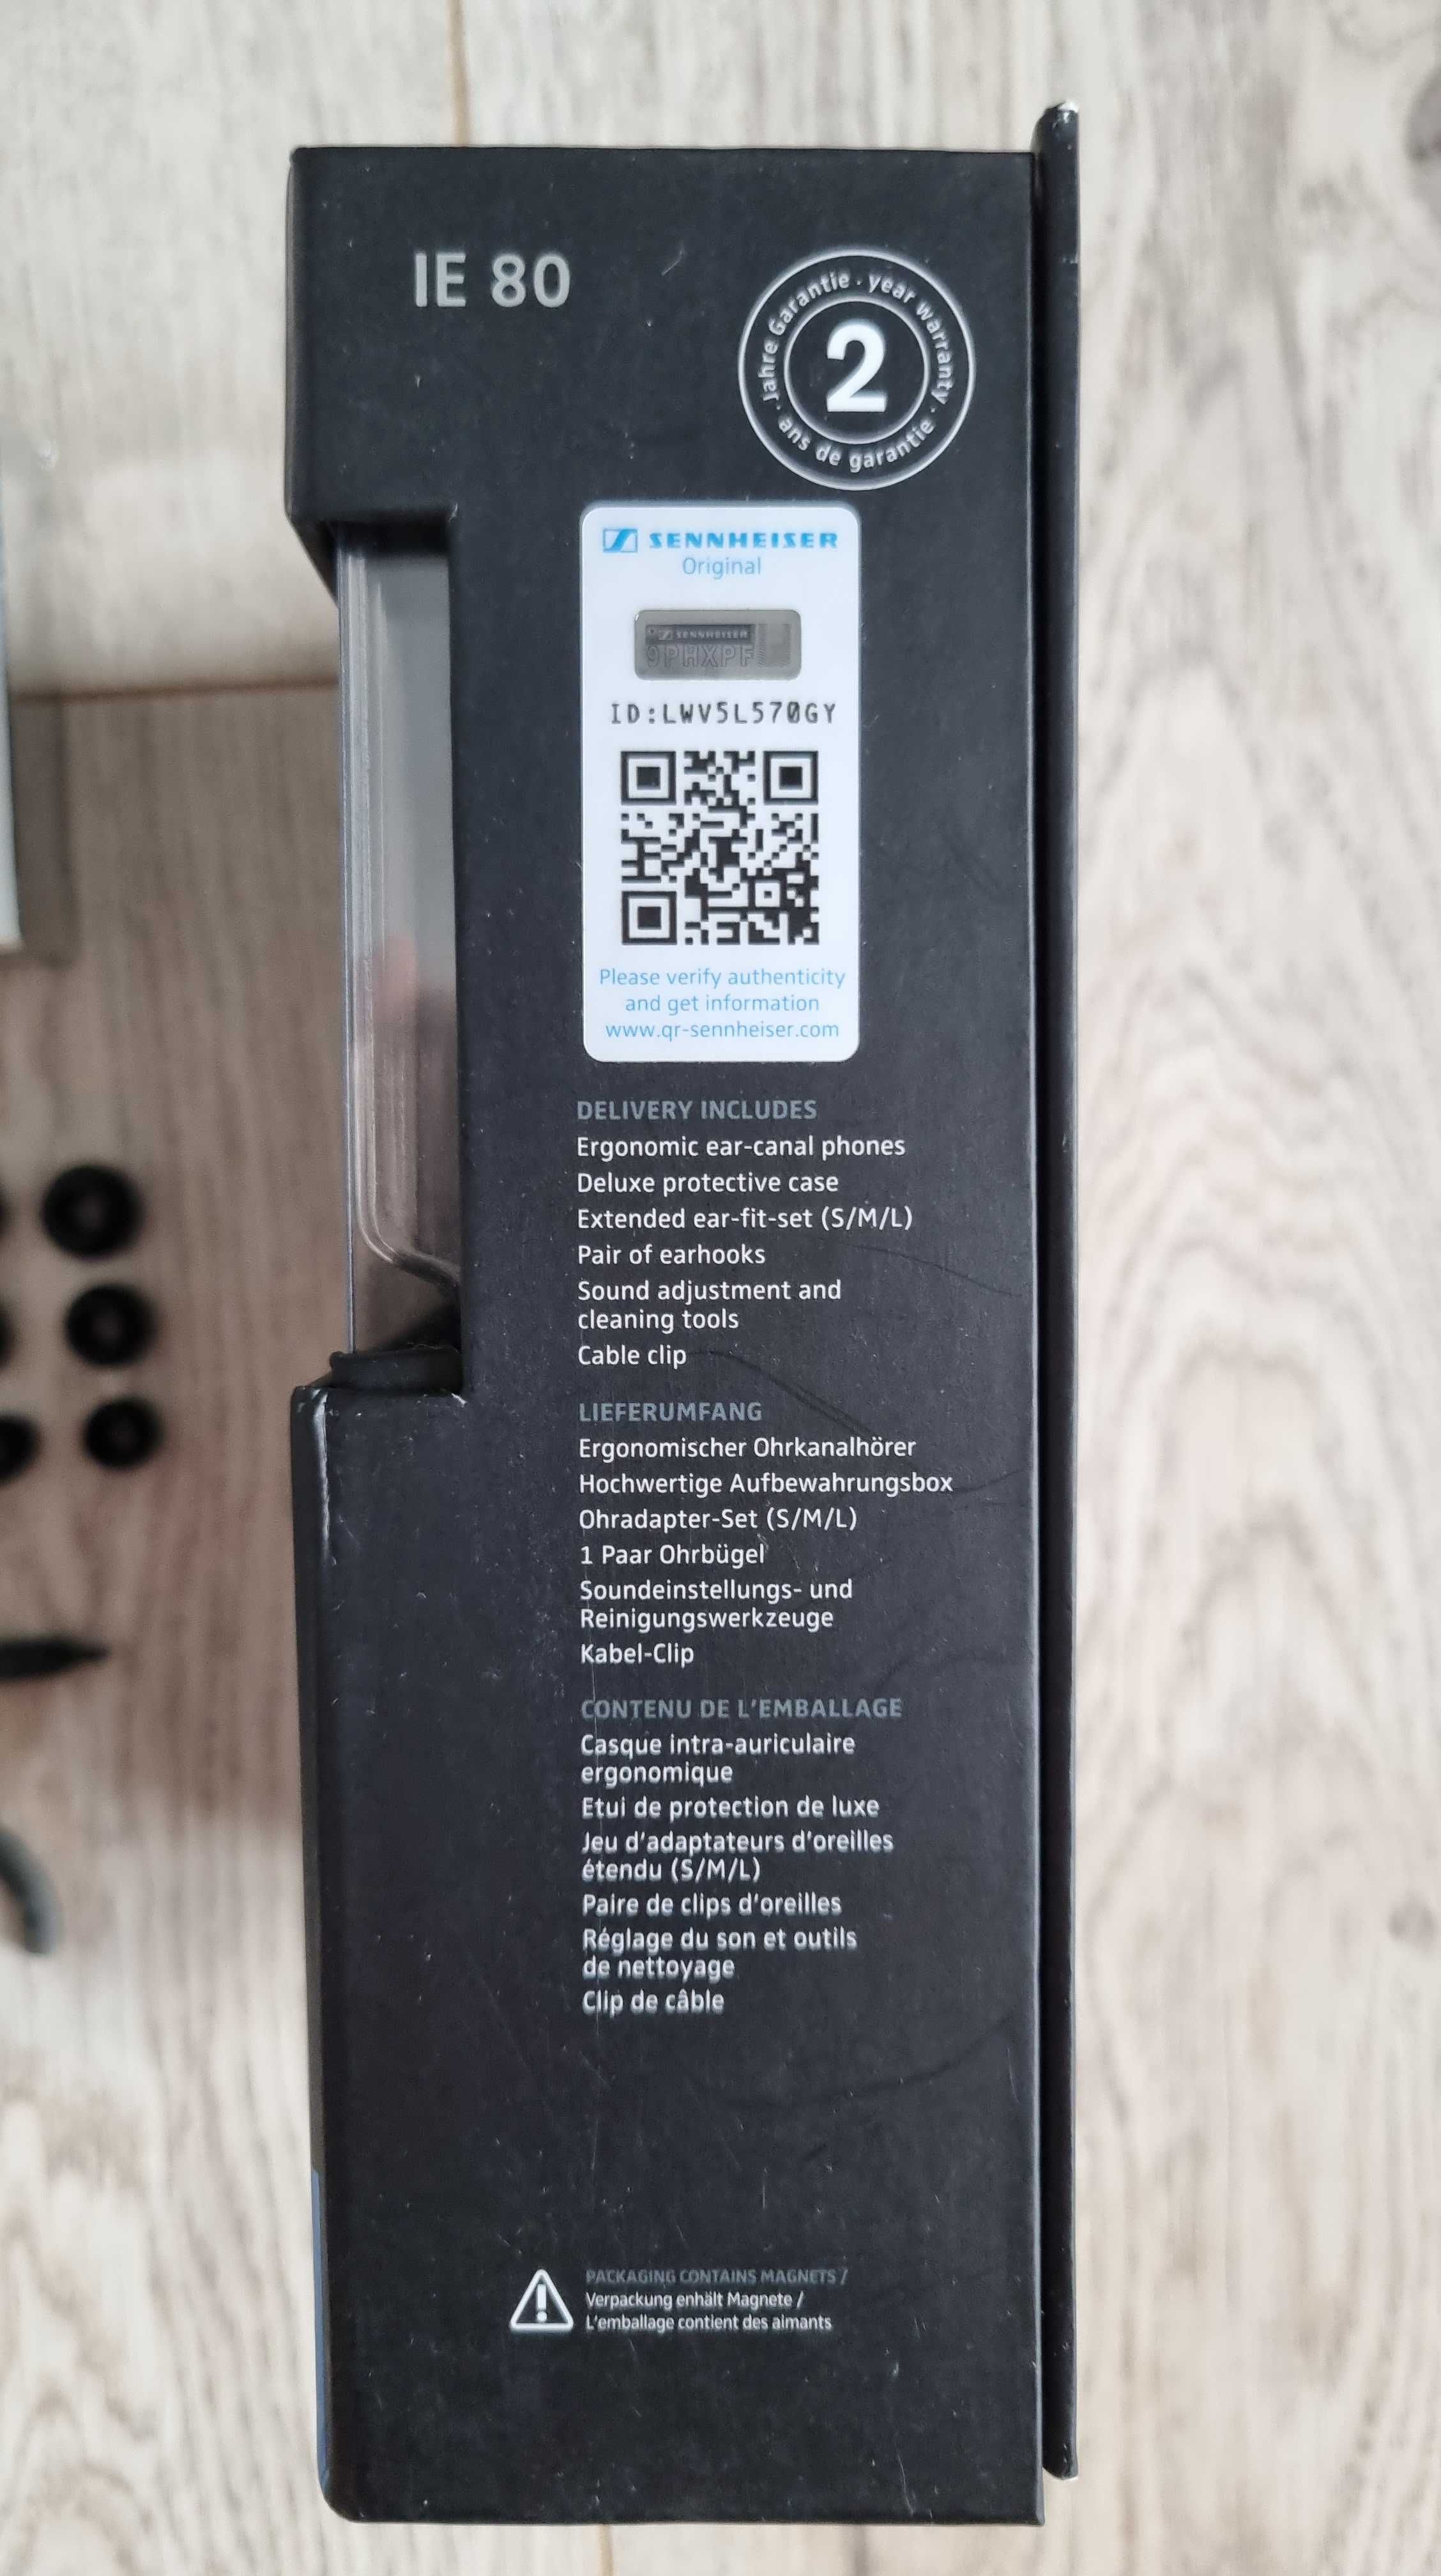 IE 80
Jahre Garantie · year warranty · ans de garantie ·
2
SENNHEISER
Original
SENNHEISER
9PHXPF
ID:LWV5L570GY
Please verify authenticity
and get information
www.qr-sennheiser.com
DELIVERY INCLUDES
Ergonomic ear-canal phones
Deluxe protective case
Extended ear-fit-set (S/M/L)
Pair of earhooks
Sound adjustment and
cleaning tools
Cable clip
LIEFERUMFANG
Ergonomischer Ohrkanalhörer
Hochwertige Aufbewahrungsbox
Ohradapter-Set (S/M/L)
1 Paar Ohrbügel
Soundeinstellungs- und
Reinigungswerkzeuge
Kabel-Clip
CONTENU DE L'EMBALLAGE
Casque intra-auriculaire
ergonomique
Etui de protection de luxe
Jeu d'adaptateurs d'oreilles
étendu (S/M/L)
Paire de clips d'oreilles
Réglage du son et outils
de nettoyage
Clip de câble
PACKAGING CONTAINS MAGNETS /
Verpackung enhält Magnete /
L'emballage contient des aimants